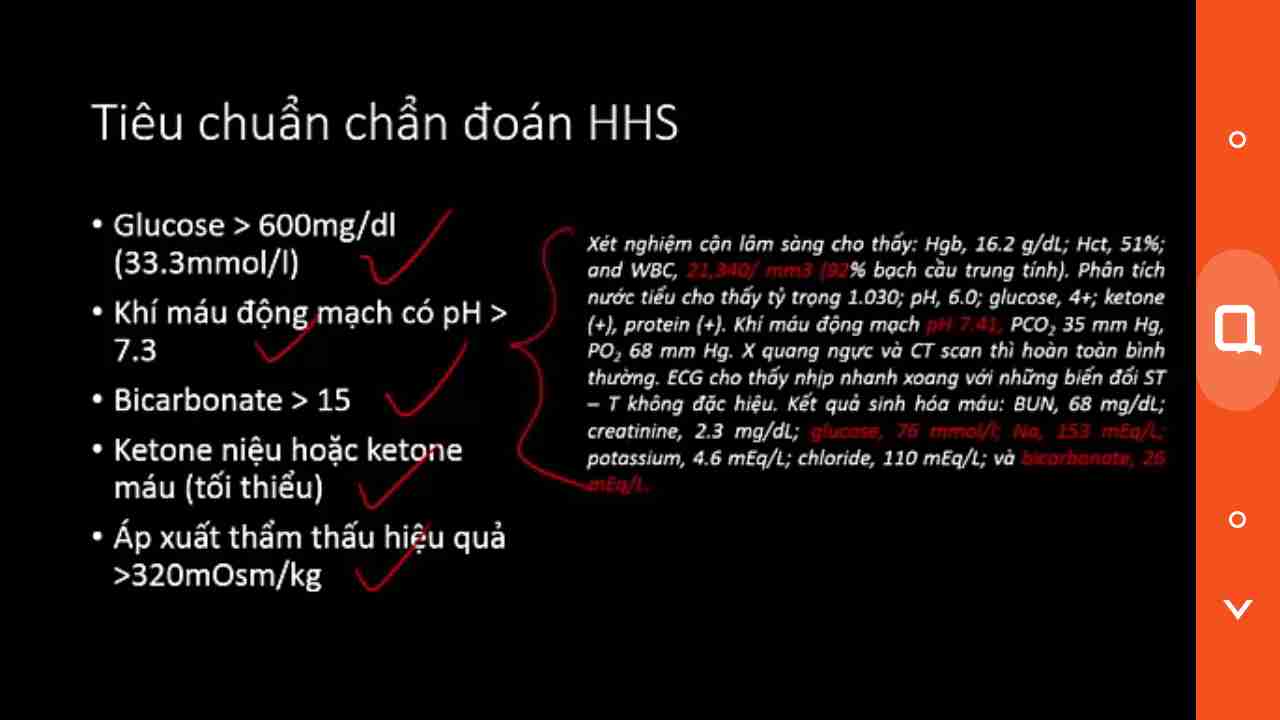 Tiêu chuẩn chẩn đoán HHS
• Glucose > 600mg/dl
(33.3mmol/l)
• Khí máu động mạch có pH >
7.3
• Bicarbonate > 15
• Ketone niệu hoặc ketone
máu (tối thiểu)
• Áp xuất thẩm thấu hiệu quả
>320mOsm/kg
Xét nghiệm cận lâm sàng cho thấy: Hgb, 16.2 g/dL; Hct, 51%;
and WBC, 21,340/ mm3 (92% bạch cầu trung tính). Phân tích
nước tiểu cho thấy tỷ trọng 1.030; pH, 6.0; glucose, 4+; ketone
(+), protein (+). Khí máu động mạch pH 7.41, PCO₂ 35 mm Hg,
PO₂ 68 mm Hg. X quang ngực và CT scan thì hoàn toàn bình
thường. ECG cho thấy nhịp nhanh xoang với những biến đổi ST
– T không đặc hiệu. Kết quả sinh hóa máu: BUN, 68 mg/dL;
creatinine, 2.3 mg/dL; glucose, 76 mmol/l; Na, 153 mEq/L;
potassium, 4.6 mEq/L; chloride, 110 mEq/L; và bicarbonate, 26
mEq/L.